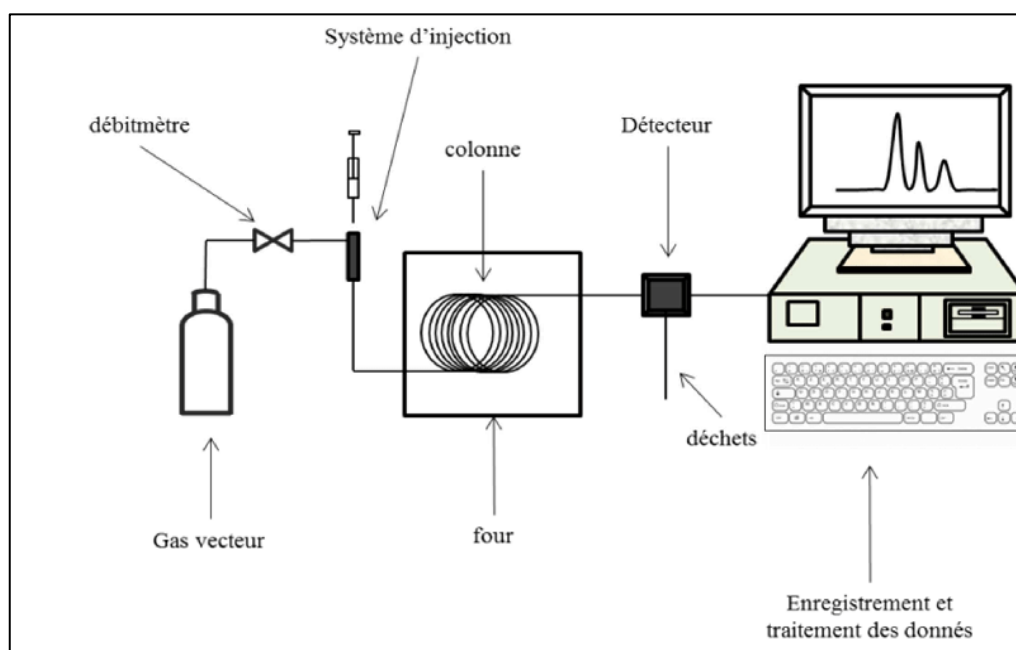 Système d'injection
débitmètre
colonne
Détecteur
déchets
Gas vecteur
four
Enregistrement et
traitement des donnés